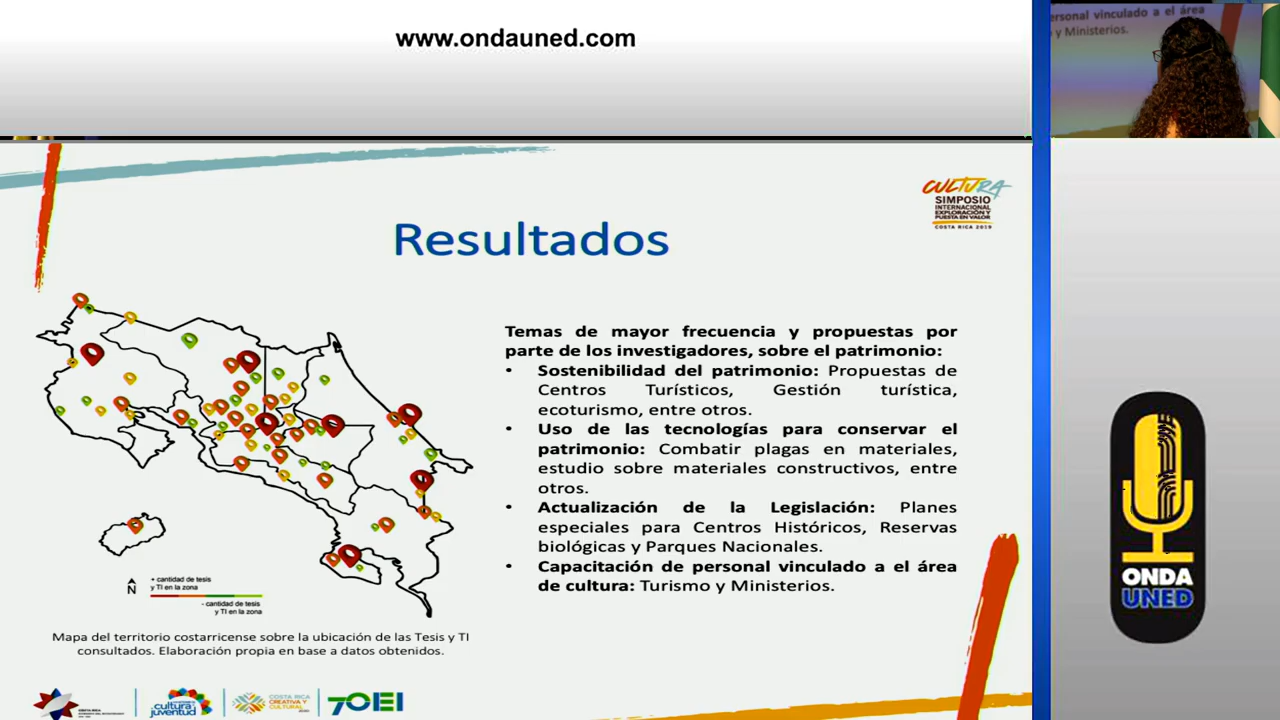 www.ondauned.com
ersonal vinculado a el área
y Ministerios.
CULTURA
SIMPOSIO
INTERNACIONAL
EXPLORACIÓN Y
PUESTA EN VALOR
COSTA RICA 2019
Resultados
Temas de mayor frecuencia y propuestas por
parte de los investigadores, sobre el patrimonio:
• Sostenibilidad del patrimonio: Propuestas de
Centros Turísticos, Gestión turística,
ecoturismo, entre otros.
• Uso de las tecnologías para conservar el
patrimonio: Combatir plagas en materiales,
estudio sobre materiales constructivos, entre
otros.
• Actualización de la Legislación: Planes
especiales para Centros Históricos, Reservas
biológicas y Parques Nacionales.
• Capacitación de personal vinculado a el área
de cultura: Turismo y Ministerios.
N
+ cantidad de tesis
y TI en la zona
- cantidad de tesis
y TI en la zona
Mapa del territorio costarricense sobre la ubicación de las Tesis y TI
consultados. Elaboración propia en base a datos obtenidos.
COSTA RICA
cultura
juventud
COSTA RICA
CREATIVA Y
CULTURAL
70EI
ONDA
UNED